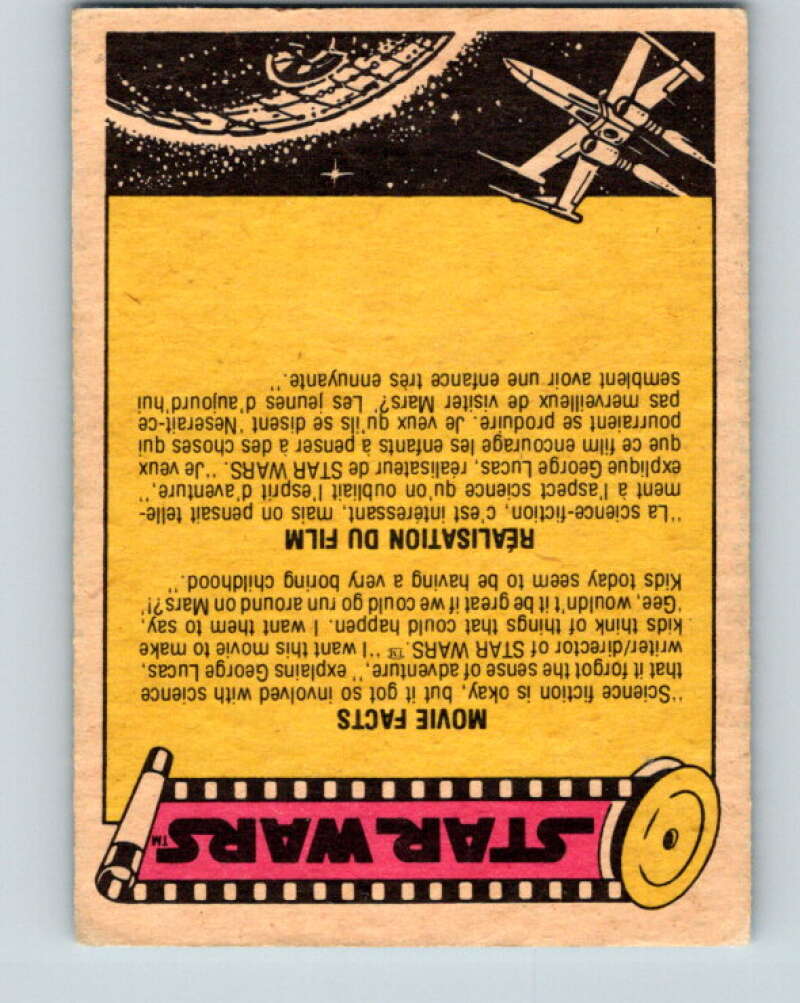 STAR WARS™
MOVIE FACTS
"Science fiction is okay, but it got so involved with science
that it forgot the sense of adventure," explains George Lucas,
writer/director of STAR WARS.™ "I want this movie to make
kids think of things that could happen. I want them to say,
'Gee, wouldn't it be great if we could go run around on Mars?!'
Kids today seem to be having a very boring childhood."
RÉALISATION DU FILM
"La science-fiction, c'est intéressant, mais on pensait telle-
ment à l'aspect science qu'on oubliait l'esprit d'aventure,"
explique George Lucas, réalisateur de STAR WARS. "Je veux
que ce film encourage les enfants à penser à des choses qui
pourraient se produire. Je veux qu'ils se disent 'Neserait-ce
pas merveilleux de visiter Mars?' Les jeunes d'aujourd'hui
semblent avoir une enfance très ennuyante."